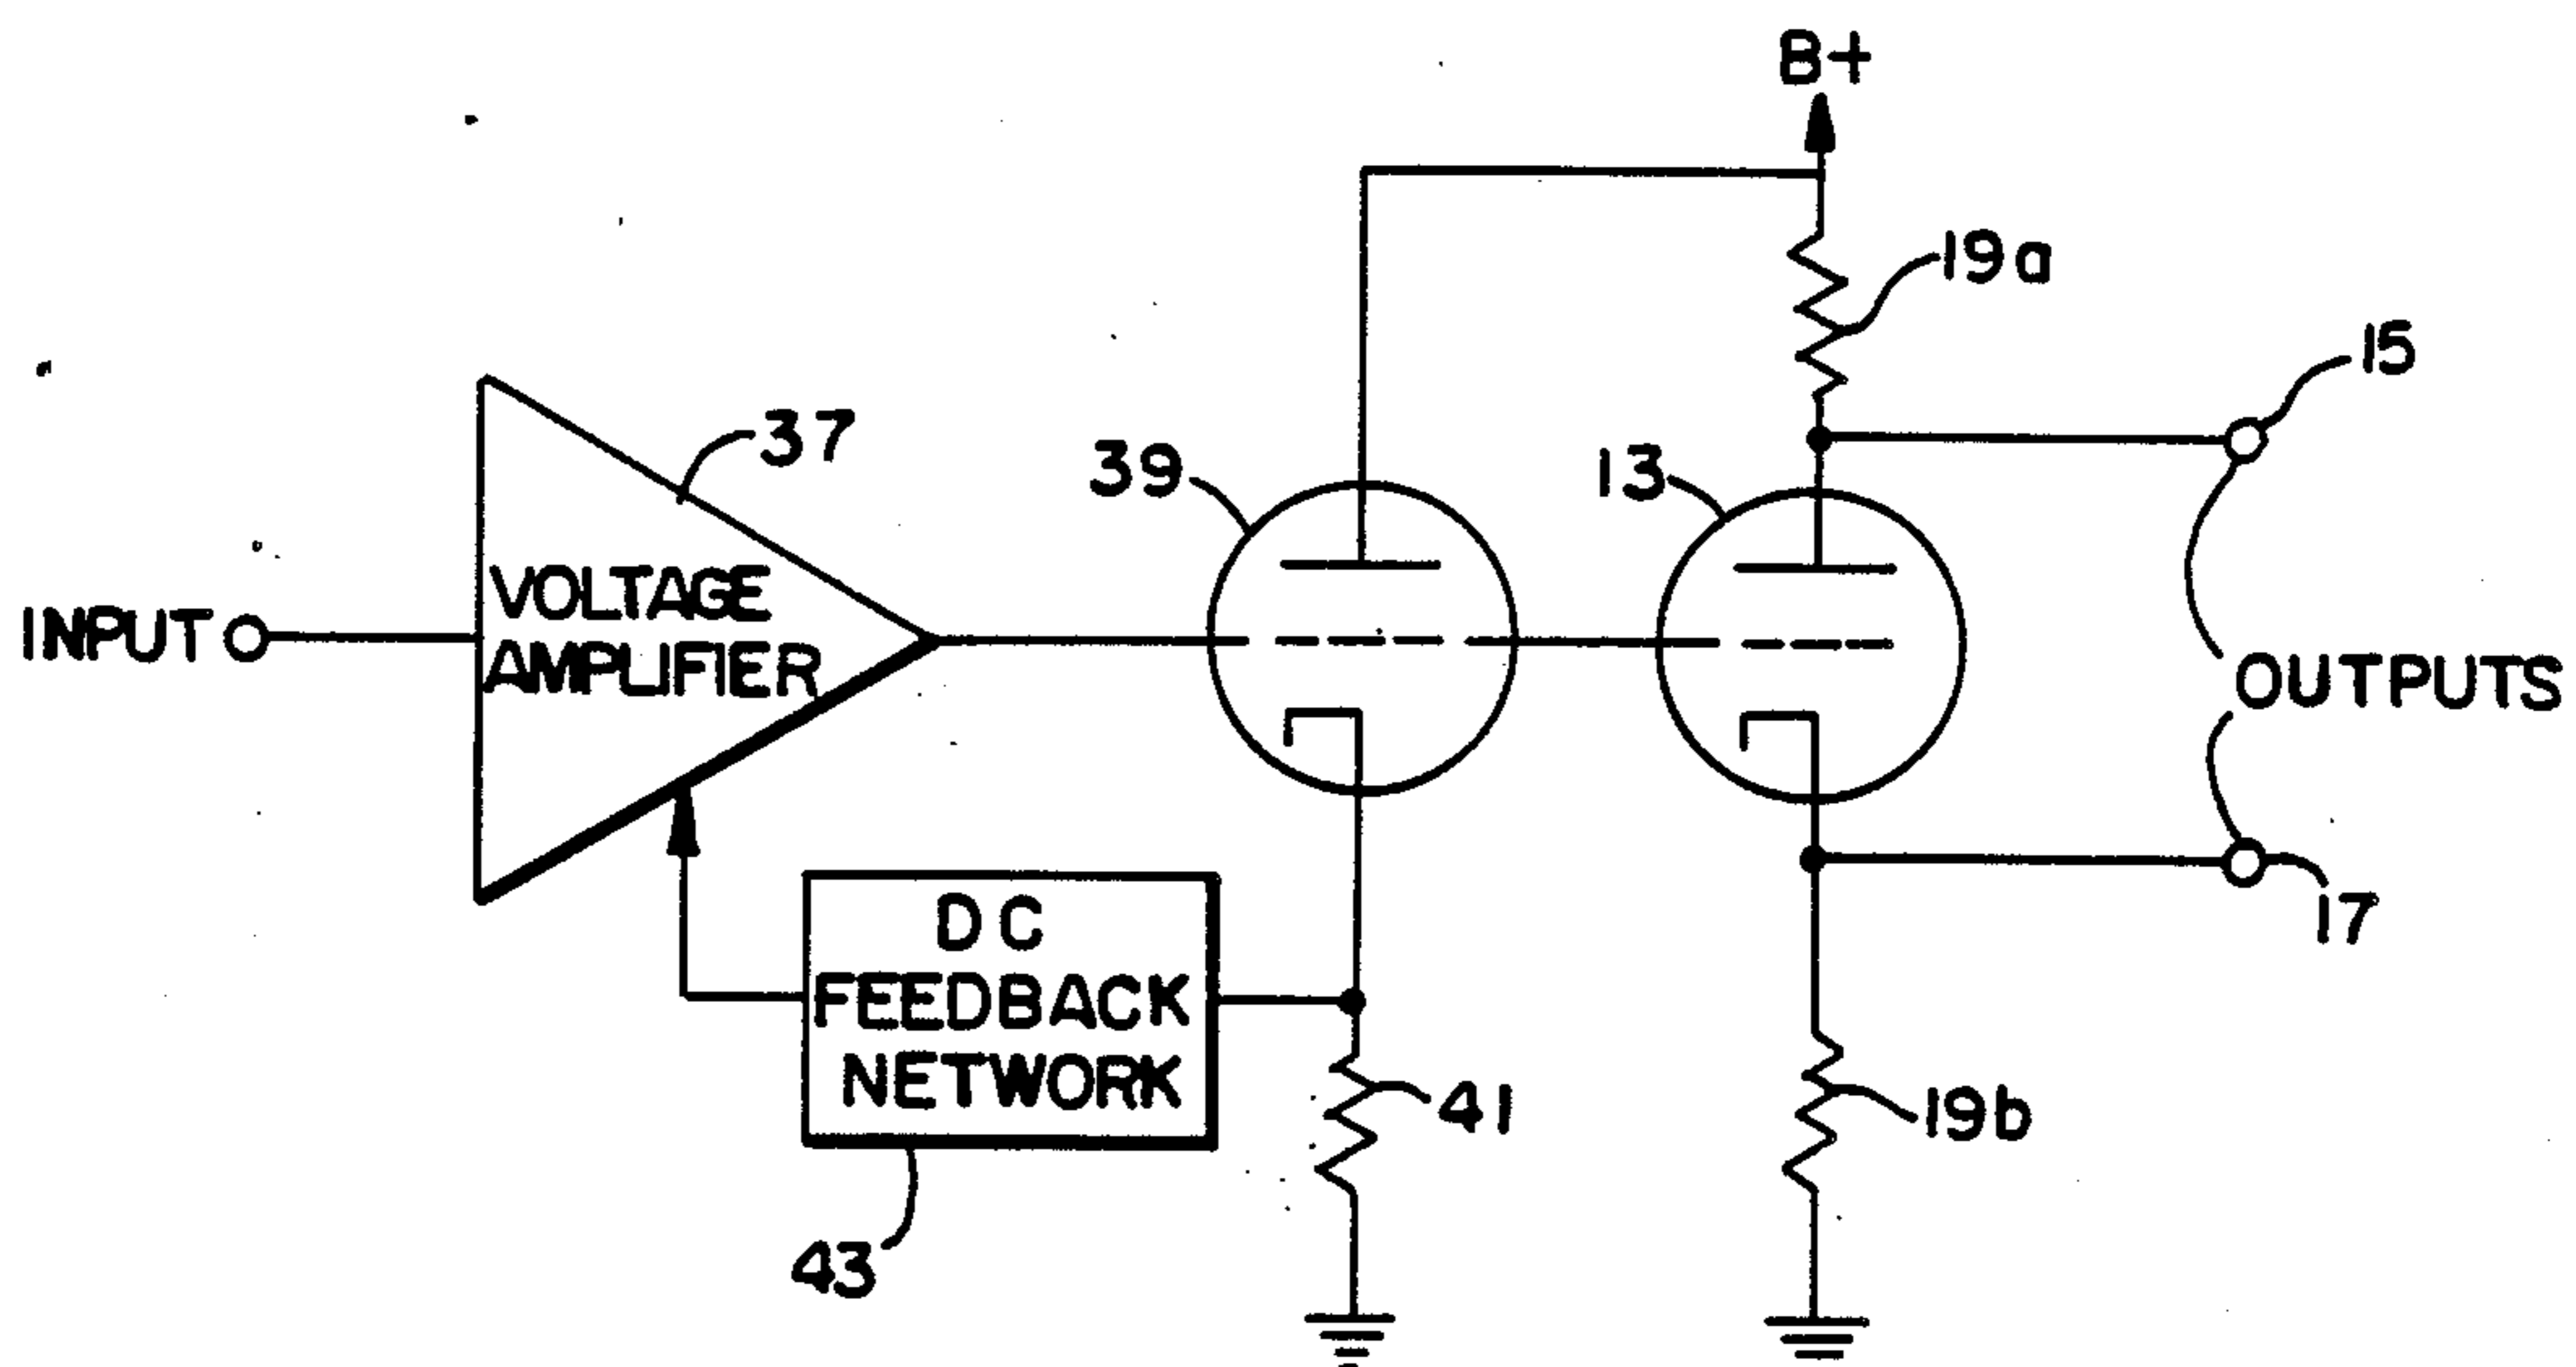 B+
19a
15
37
39
13
VOLTAGE
AMPLIFIER
INPUT
OUTPUTS
DC
FEEDBACK
NETWORK
17
41
19b
43